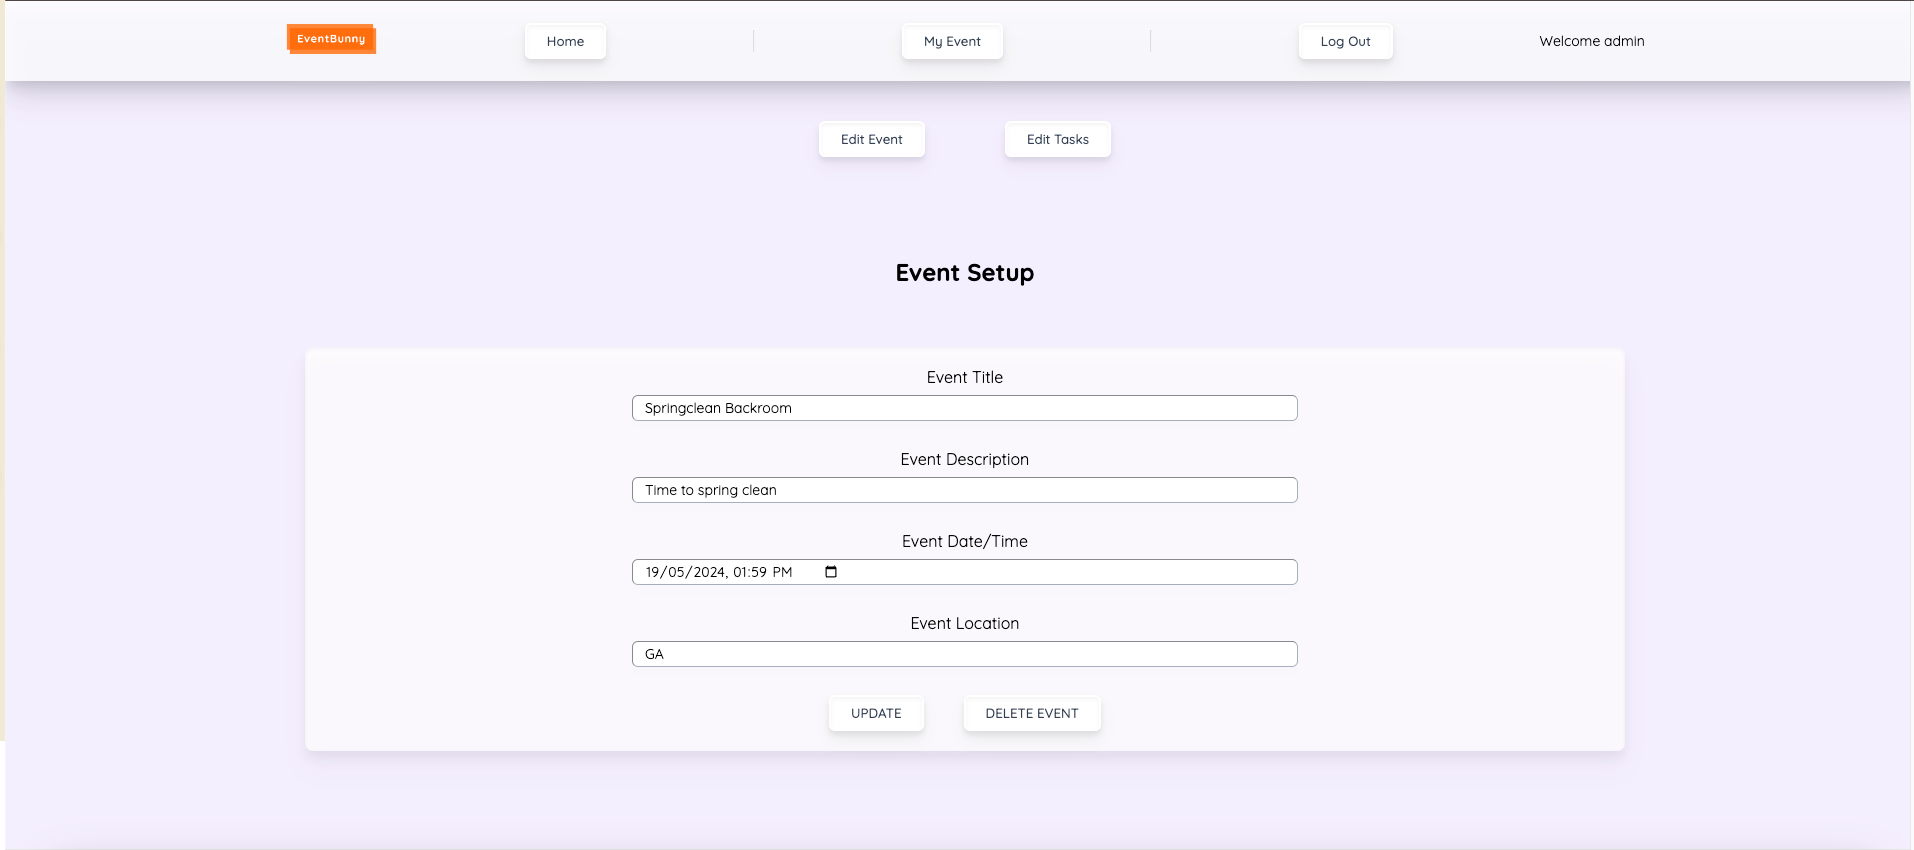 EventBunny
Home
My Event
Log Out
Welcome admin
Edit Event
Edit Tasks
Event Setup
Event Title
Springclean Backroom
Event Description
Time to spring clean
Event Date/Time
19/05/2024, 01:59 PM
Event Location
GA
UPDATE
DELETE EVENT